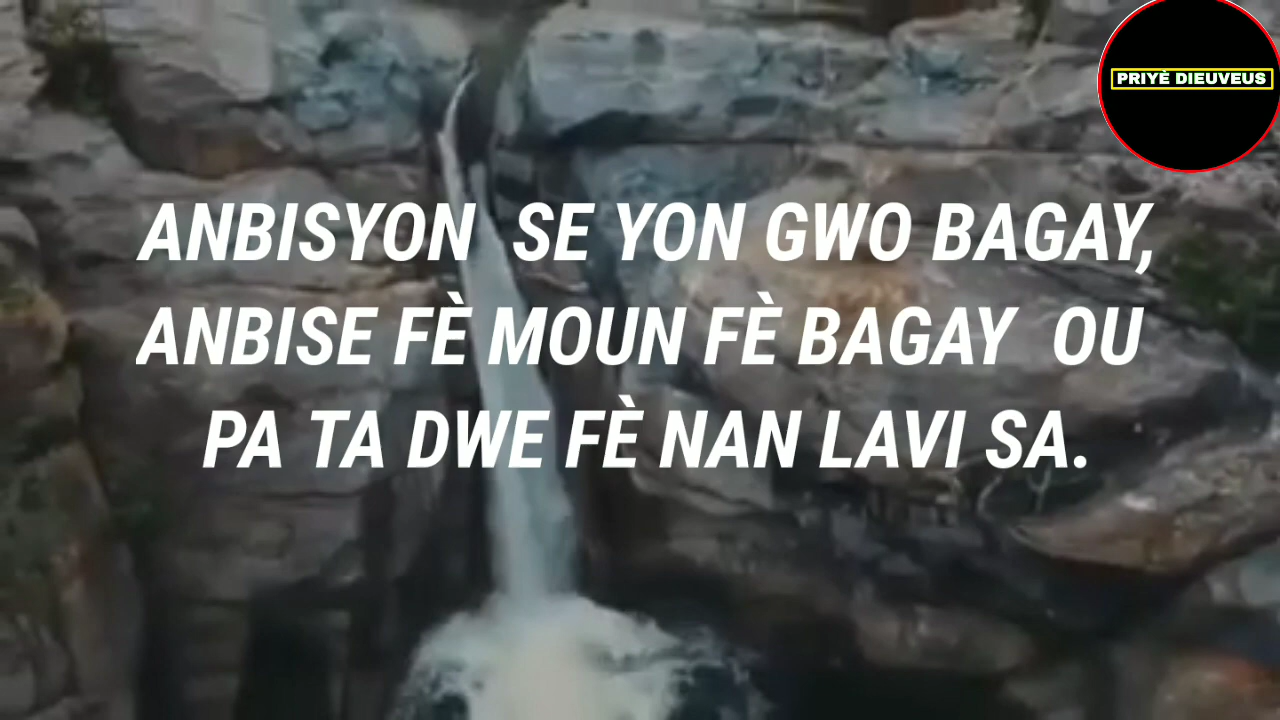 PRIYÈ DIEUVEUS
ANBISYON SE YON GWO BAGAY,
ANBISE FÈ MOUN FÈ BAGAY OU
PA TA DWE FÈ NAN LAVI SA.